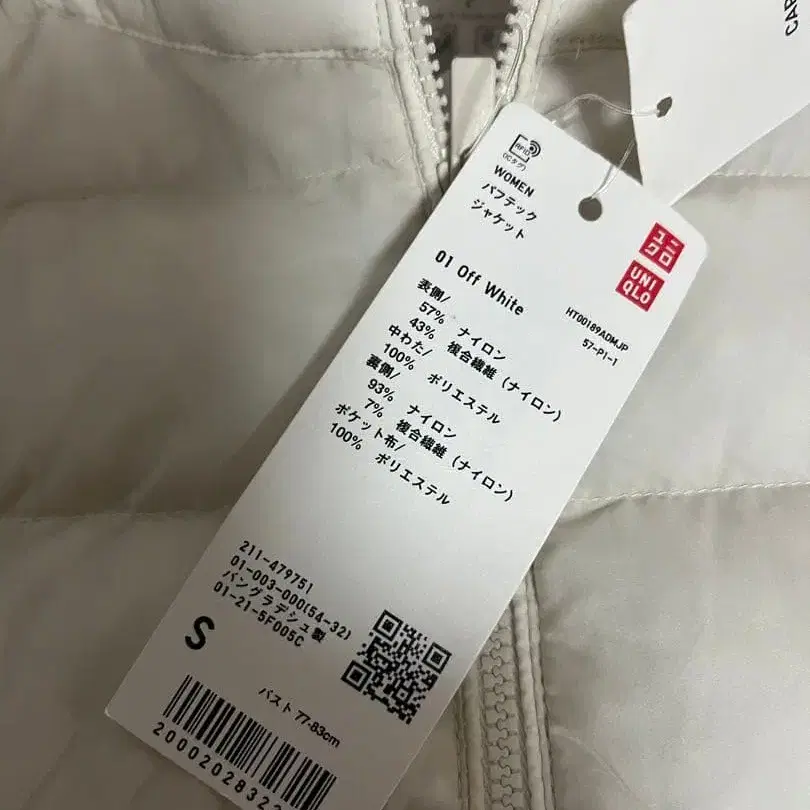 CAR
RFID
(ICタグ)
WOMEN
パフテック
ジャケット
ユニ
クロ
UNI
QLO
01 Off White
HT00189ADMJP
57-P1-1
表側/
57% ナイロン
43% 複合繊維 (ナイロン)
中わた/
100% ポリエステル
裏側/
93% ナイロン
7% 複合繊維 (ナイロン)
ポケット布/
100% ポリエステル
211-479751
01-003-000(54-32)
バングラデシュ製
01-21-5F005C
S
バスト 77-83cm
2000202832